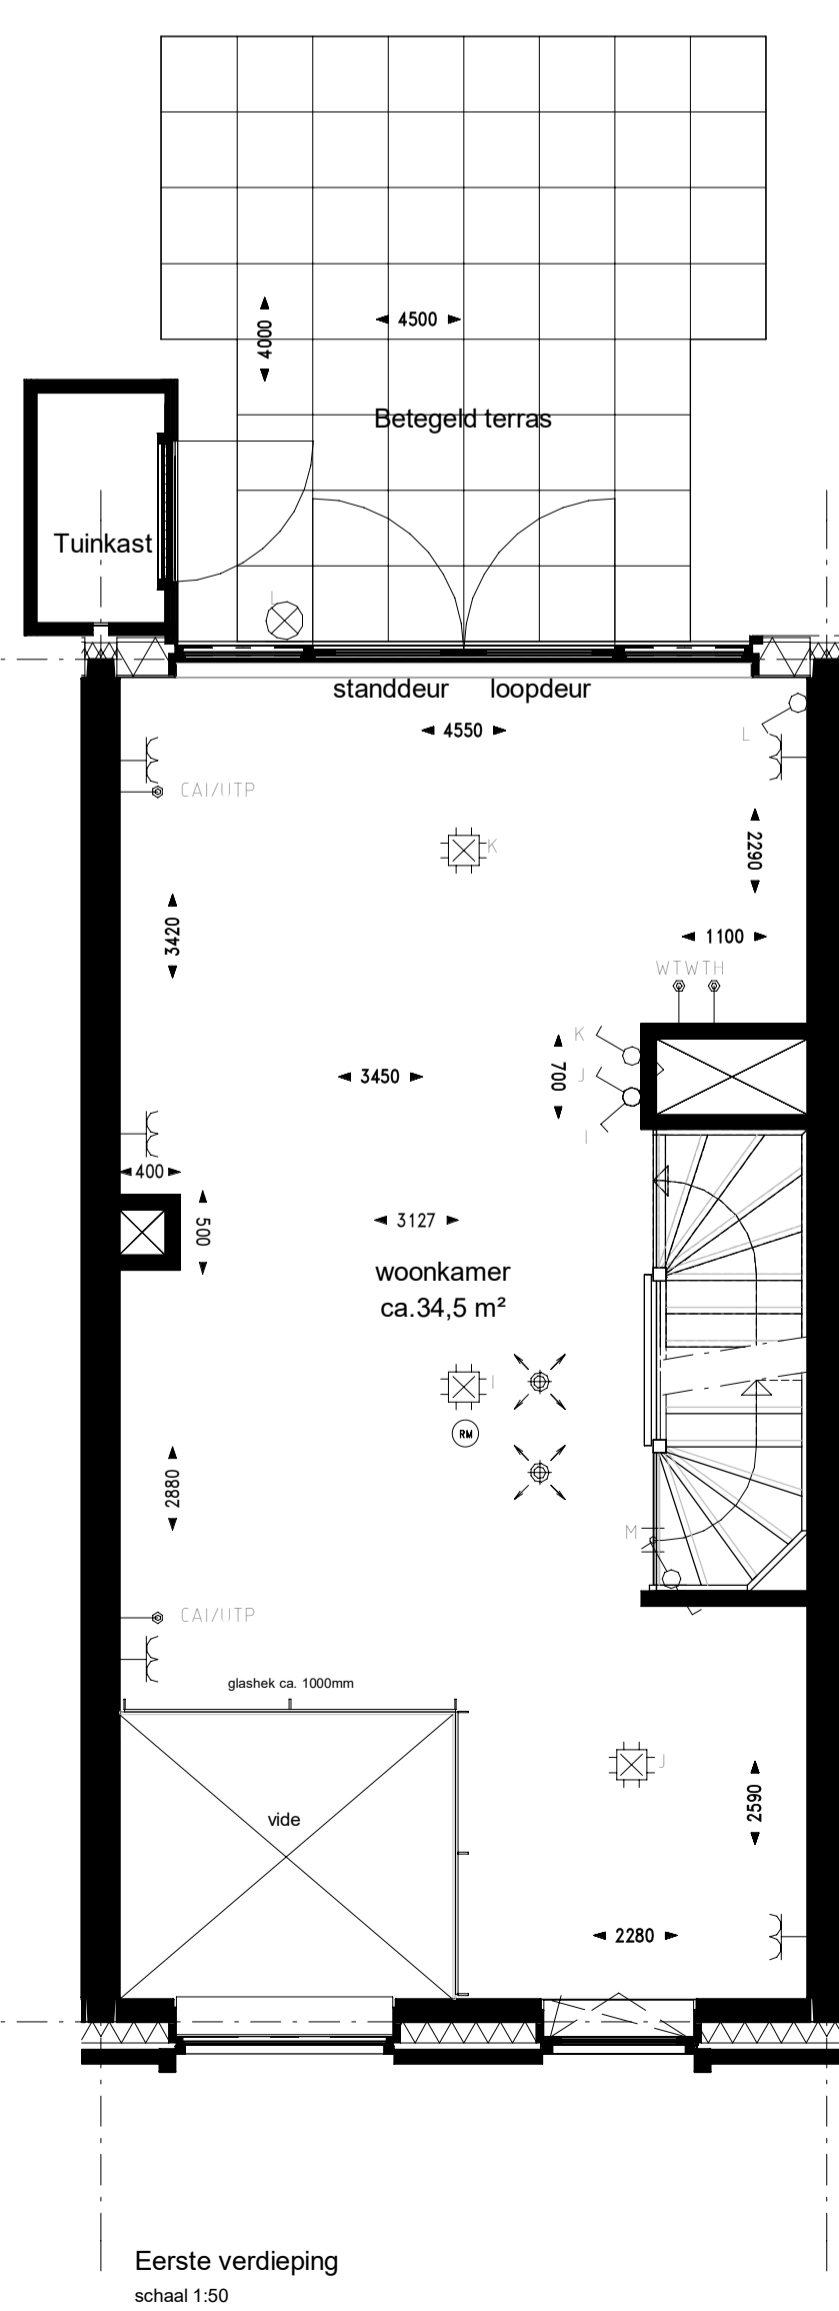 4000
4500
Betegeld terras
Tuinkast
L
standdeur loopdeur
4550
L
CAI/UTP
K
2290
3420
1100
WTWTH
K
3450
700
J
I
400
500
3127
woonkamer
ca.34,5 m²
I
RM
2880
M
CAI/UTP
glashek ca. 1000mm
J
2590
vide
2280
Eerste verdieping
schaal 1:50